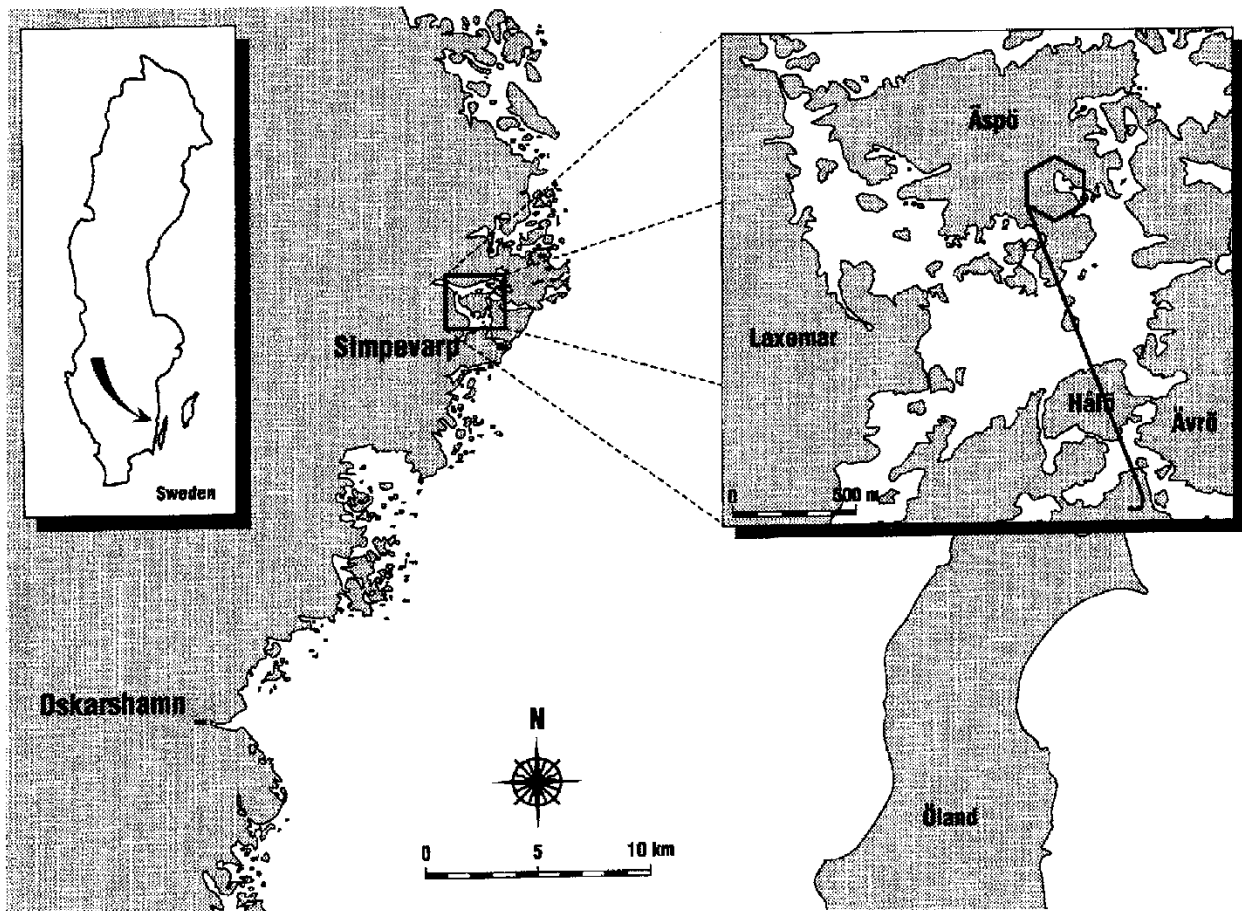 Sweden
Äspö
Laxemar
Hålö
Ävrö
0
500 m
Simpevarp
Oskarshamn
N
0
5
10 km
Öland